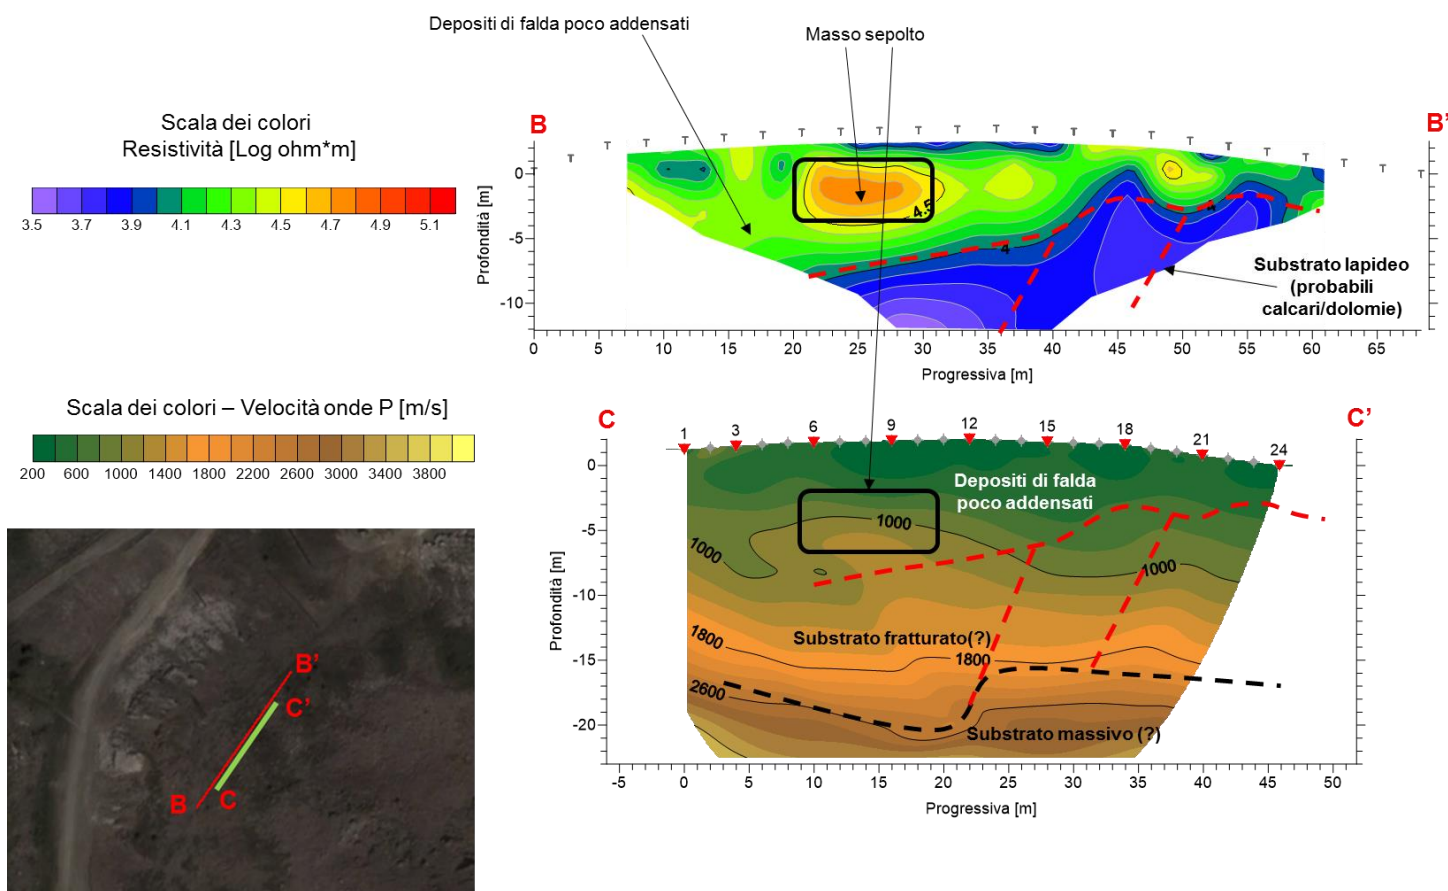 Depositi di falda poco addensati
Masso sepolto
Scala dei colori
Resistività [Log ohm*m]
3.5 3.7 3.9 4.1 4.3 4.5 4.7 4.9 5.1
B
B’
T T T T T T T T T T T T T T T T T T T T T T T
0
-5
-10
Profondità [m]
4.5
4
4
Substrato lapideo
(probabili
calcari/dolomie)
0 5 10 15 20 25 30 35 40 45 50 55 60 65
Progressiva [m]
Scala dei colori – Velocità onde P [m/s]
200 600 1000 1400 1800 2200 2600 3000 3400 3800
C
C’
1 3 6 9 12 15 18 21 24
0
-5
-10
-15
-20
Profondità [m]
Depositi di falda
poco addensati
1000
1000
1000
Substrato fratturato(?)
1800
1800
2600
Substrato massivo (?)
-5 0 5 10 15 20 25 30 35 40 45 50
Progressiva [m]
B’
C’
B
C